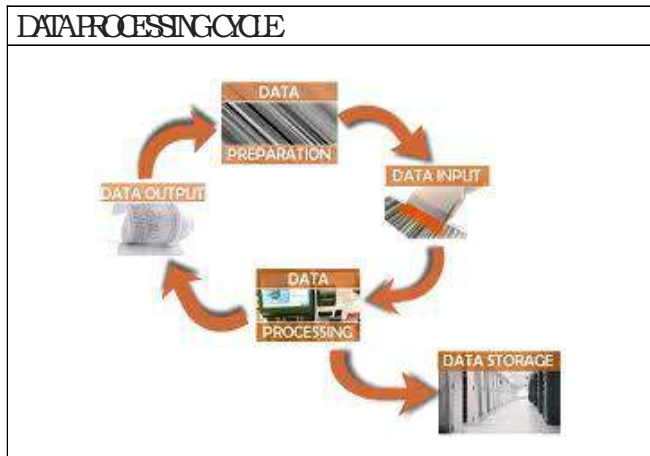 DATA PROCESSING CYCLE
DATA
PREPARATION
DATA INPUT
DATA OUTPUT
DATA
PROCESSING
DATA STORAGE